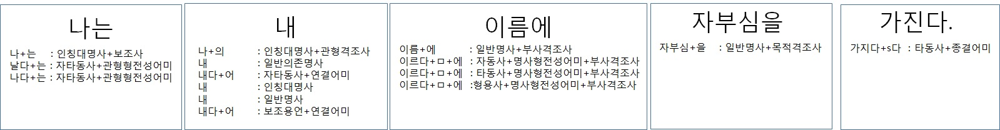 나는
나+는 : 인칭대명사+보조사
날다+는 : 자타동사+관형형전성어미
나다+는 : 자타동사+관형형전성어미
내
나+의 : 인칭대명사+관형격조사
내 : 일반의존명사
내다+어 : 자타동사+연결어미
내 : 인칭대명사
내 : 일반명사
내다+어 : 보조용언+연결어미
이름에
이름+에 : 일반명사+부사격조사
이르다+ㅁ+에 : 자동사+명사형전성어미+부사격조사
이르다+ㅁ+에 : 타동사+명사형전성어미+부사격조사
이르다+ㅁ+에 :형용사+명사형전성어미+부사격조사
자부심을
자부심+을 : 일반명사+목적격조사
가진다.
가지다+s다 : 타동사+종결어미